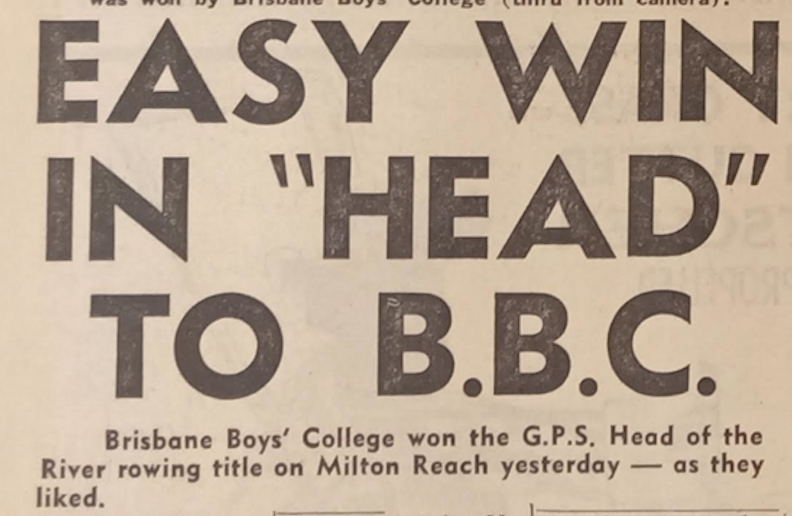 was won by Brisbane Boys' College (third from camera).
EASY WIN
IN "HEAD"
TO B.B.C.
Brisbane Boys' College won the G.P.S. Head of the
River rowing title on Milton Reach yesterday — as they
liked.